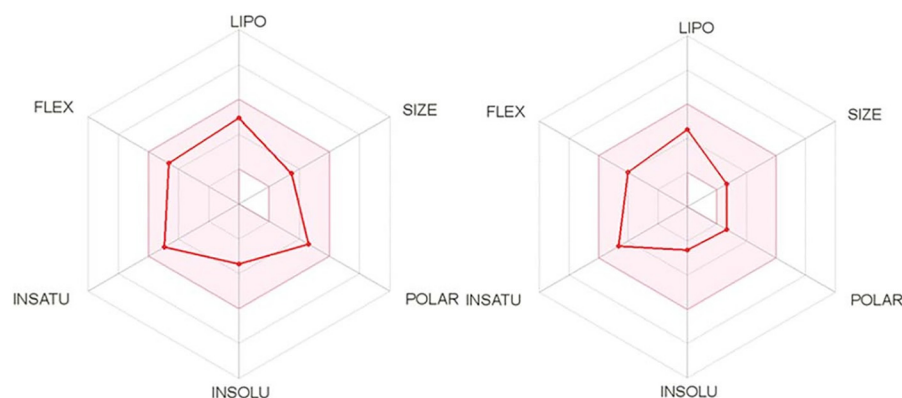 LIPO
FLEX
SIZE
INSATU
POLAR
INSOLU
LIPO
FLEX
SIZE
INSATU
POLAR
INSOLU